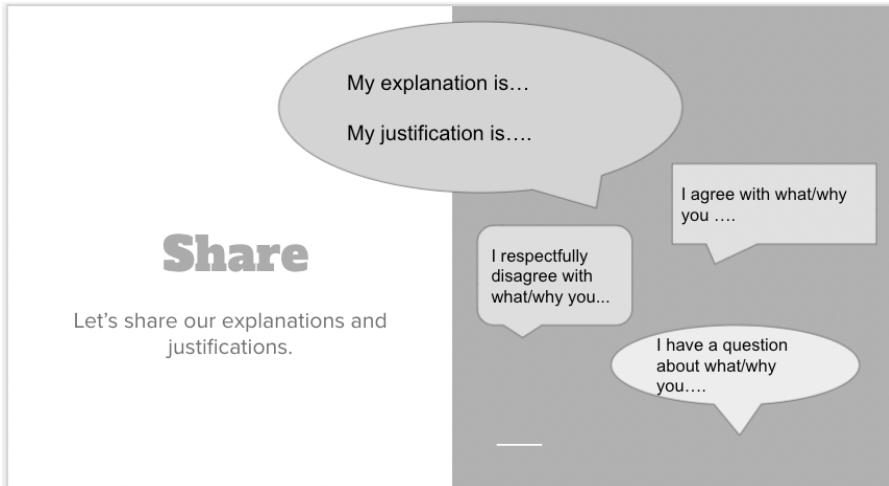 My explanation is…
My justification is….
Share
Let’s share our explanations and
justifications.
I agree with what/why
you ….
I respectfully
disagree with
what/why you...
I have a question
about what/why
you….